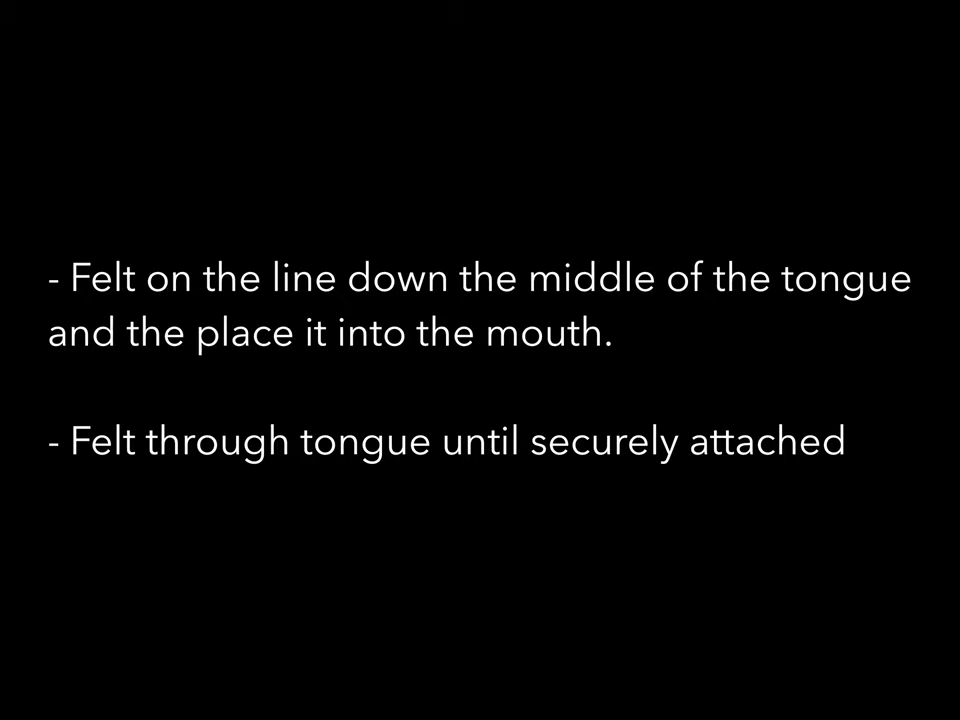 - Felt on the line down the middle of the tongue
and the place it into the mouth.
- Felt through tongue until securely attached